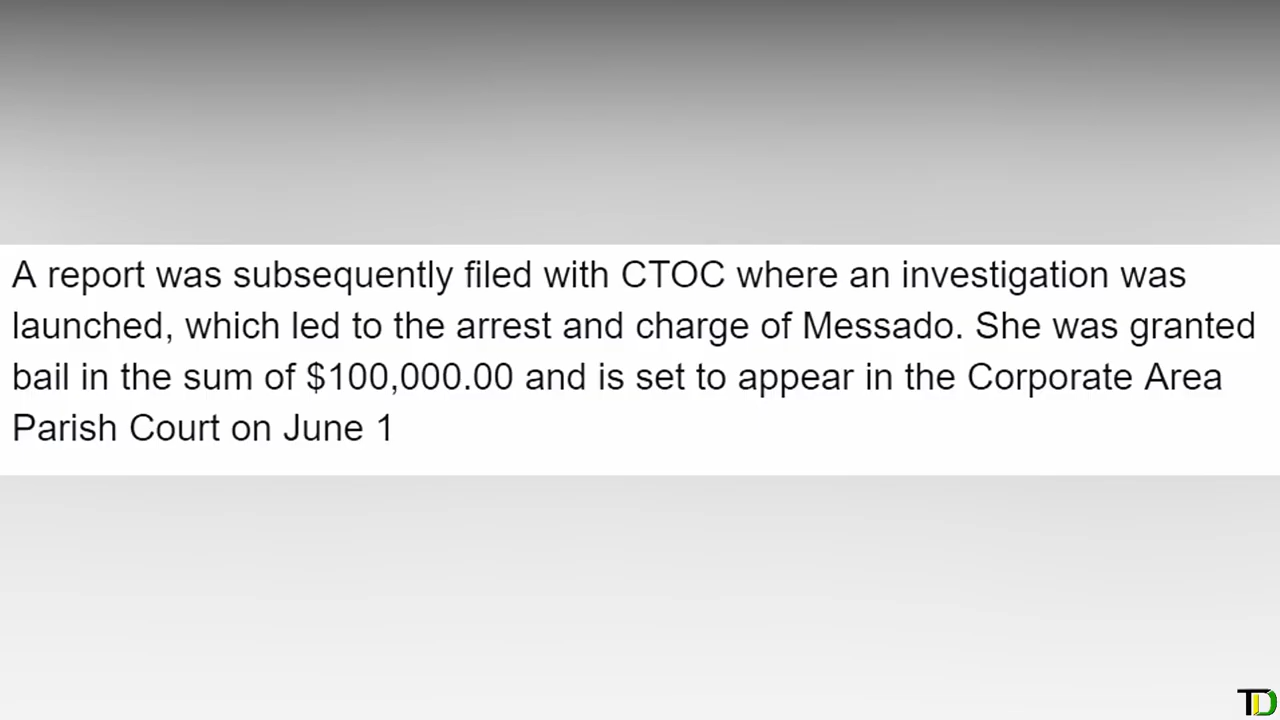 A report was subsequently filed with CTOC where an investigation was
launched, which led to the arrest and charge of Messado. She was granted
bail in the sum of $100,000.00 and is set to appear in the Corporate Area
Parish Court on June 1
TD